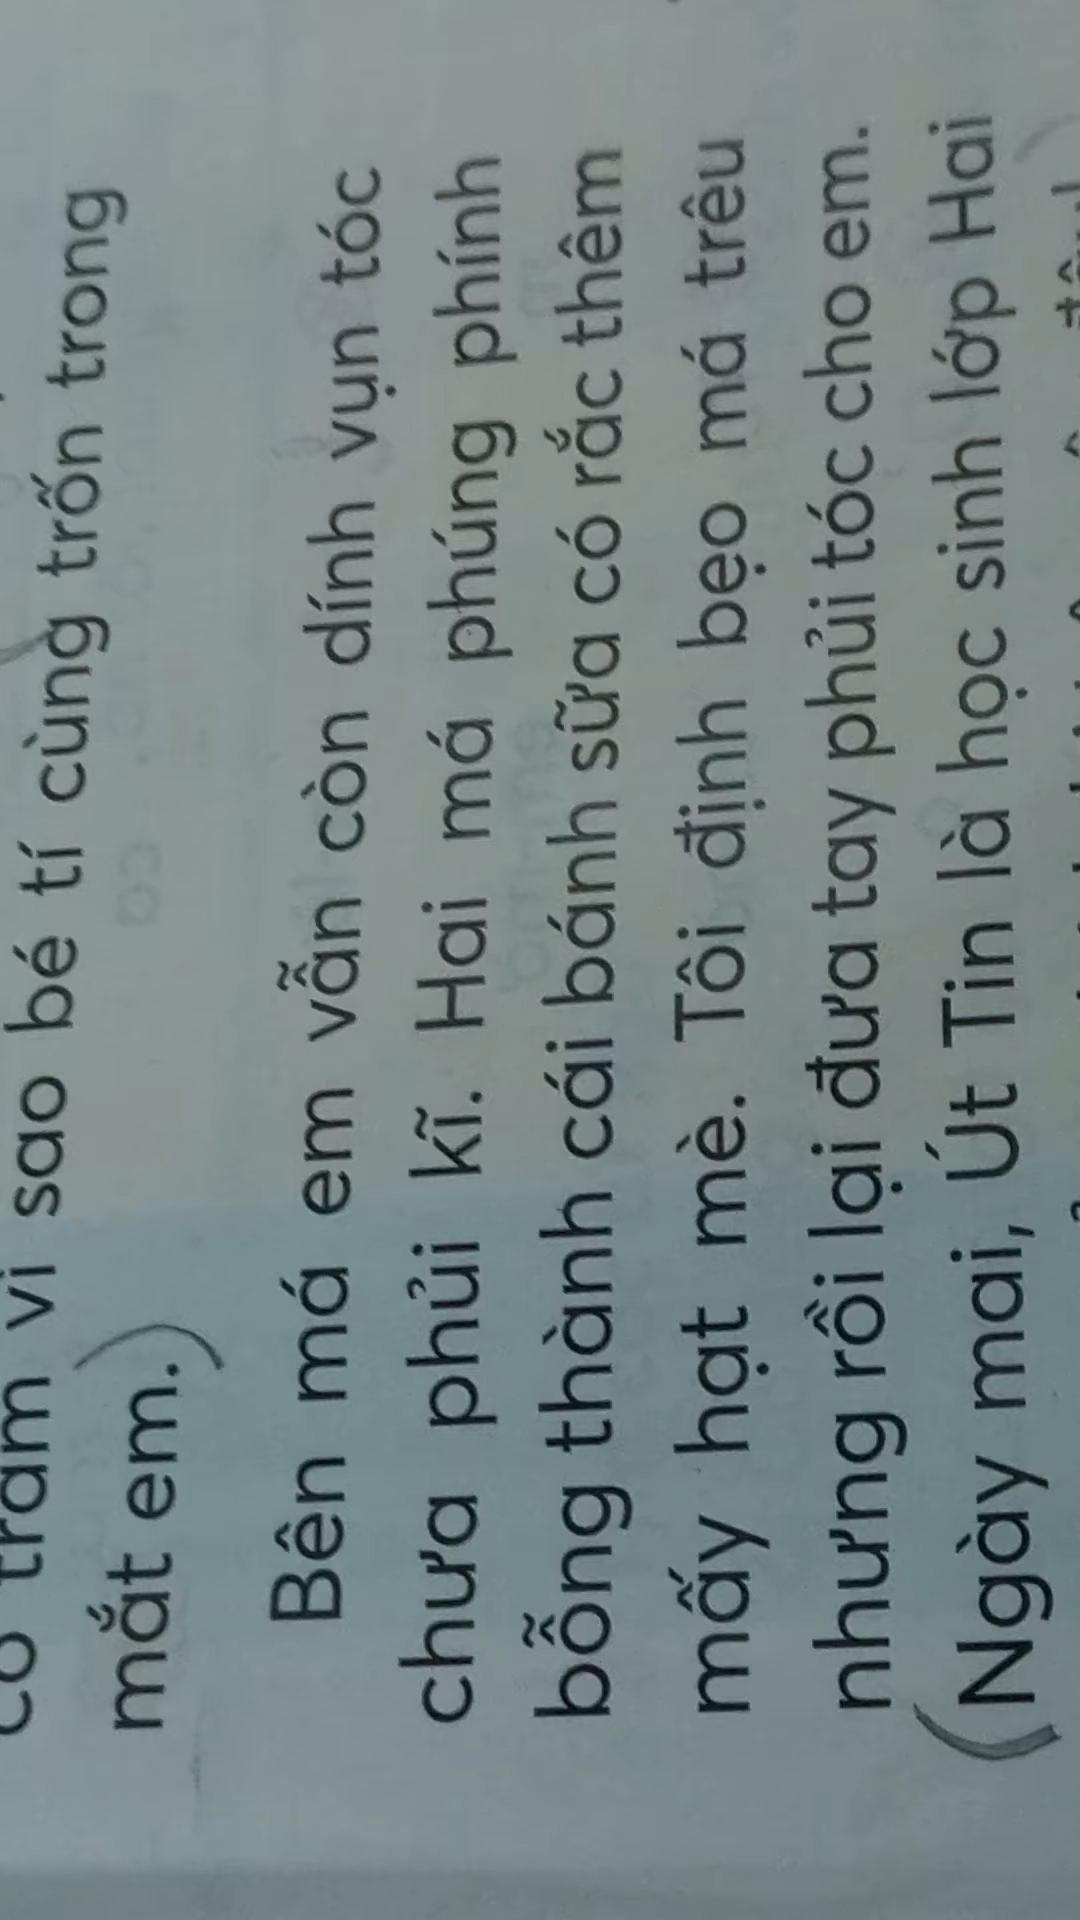 có trăm vì sao bé tí cùng trốn trong
mắt em.)
Bên má em vẫn còn dính vụn tóc
chưa phủi kĩ. Hai má phúng phính
bỗng thành cái bánh sữa có rắc thêm
mấy hạt mè. Tôi định bẹo má trêu
nhưng rồi lại đưa tay phủi tóc cho em.
(Ngày mai, Út Tin là học sinh lớp Hai